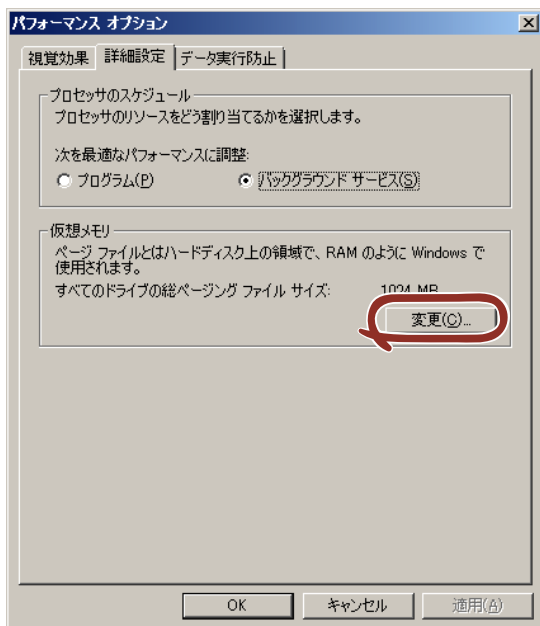 パフォーマンス オプション
視覚効果 詳細設定 データ実行防止
プロセッサのスケジュール
プロセッサのリソースをどう割り当てるかを選択します。
次を最適なパフォーマンスに調整:
プログラム(P) バックグラウンド サービス(S)
仮想メモリ
ページ ファイルとはハードディスク上の領域で、RAM のように Windows で
使用されます。
すべてのドライブの総ページング ファイル サイズ: 1024 MB
変更(C)...
OK キャンセル 適用(A)